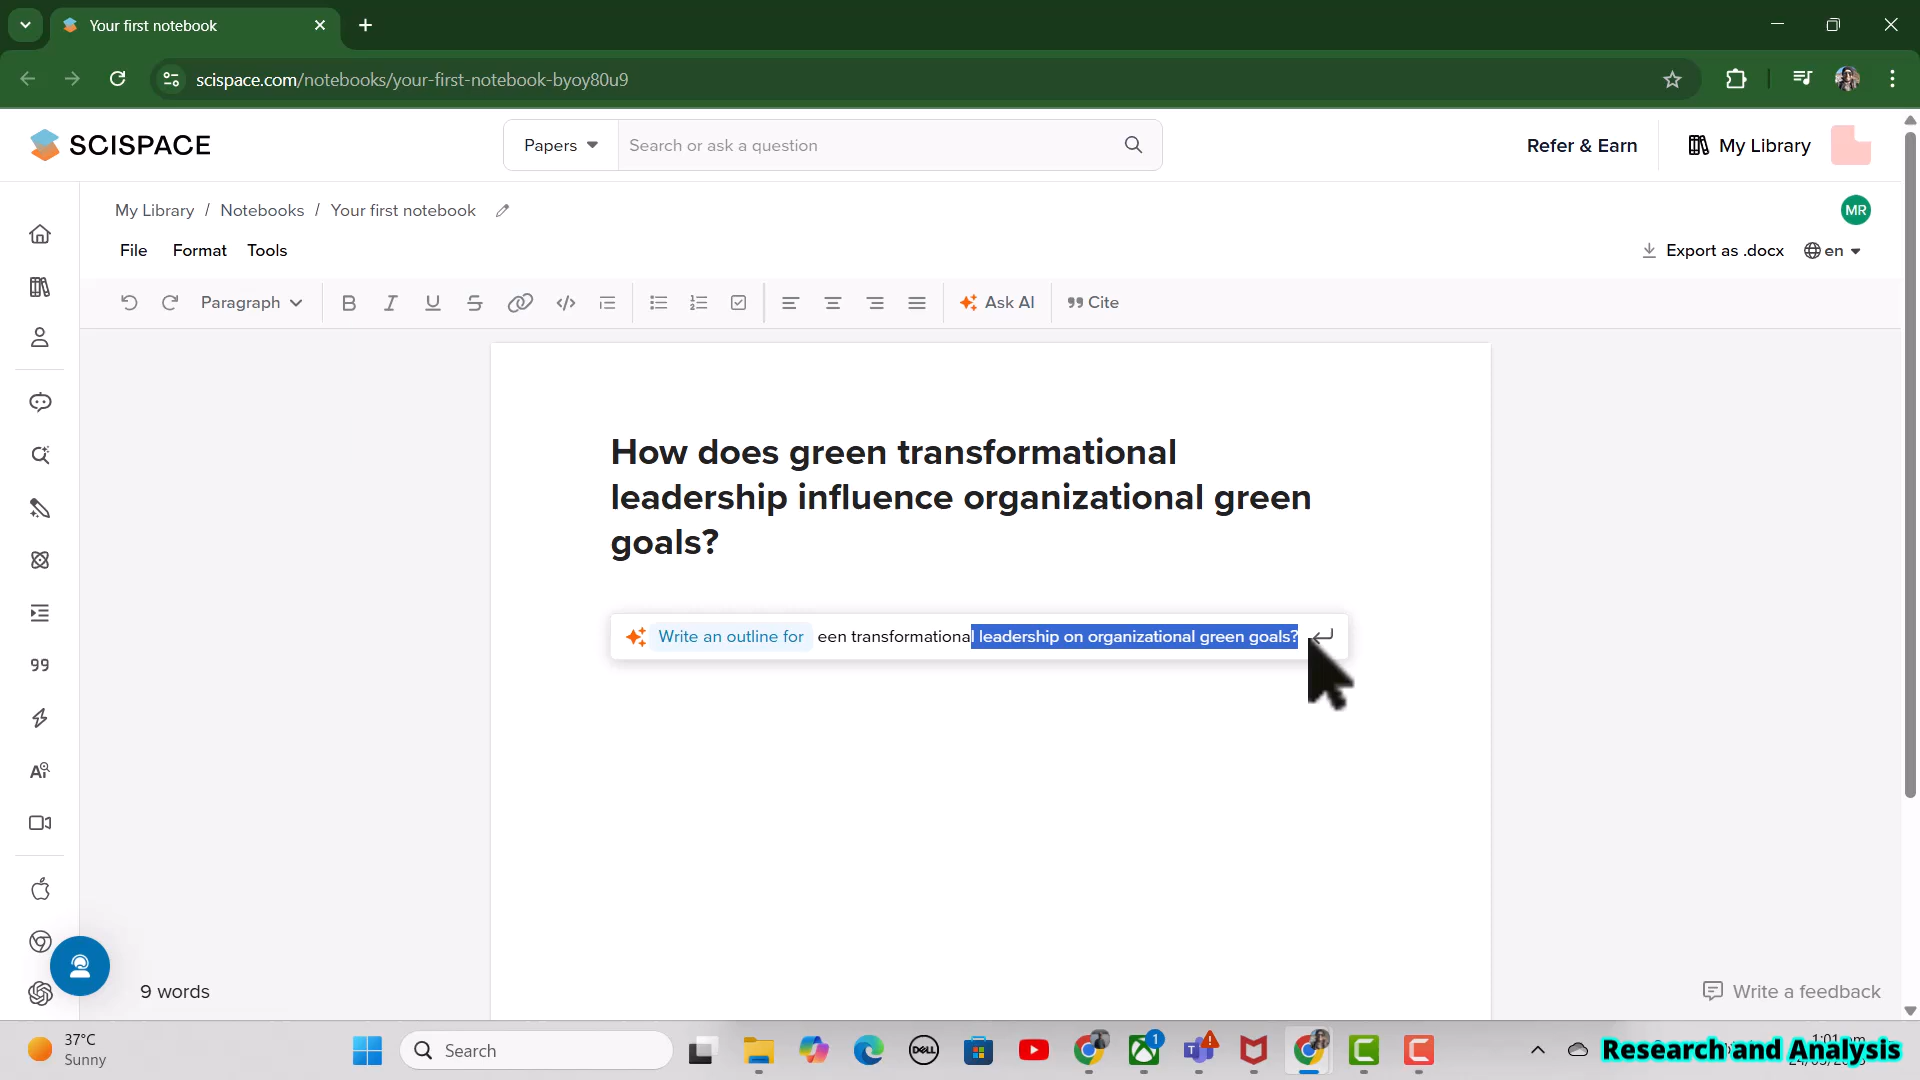 Your first notebook
scispace.com/notebooks/your-first-notebook-byoy80u9
SCISPACE
Papers
Search or ask a question
Refer & Earn
My Library
My Library / Notebooks / Your first notebook
MR
File Format Tools
Export as .docx
en
Paragraph
Ask AI
Cite
How does green transformational
leadership influence organizational green
goals?
Write an outline for een transformational leadership on organizational green goals?
9 words
Write a feedback
37°C
Sunny
Search
DELL
1
Research and Analysis